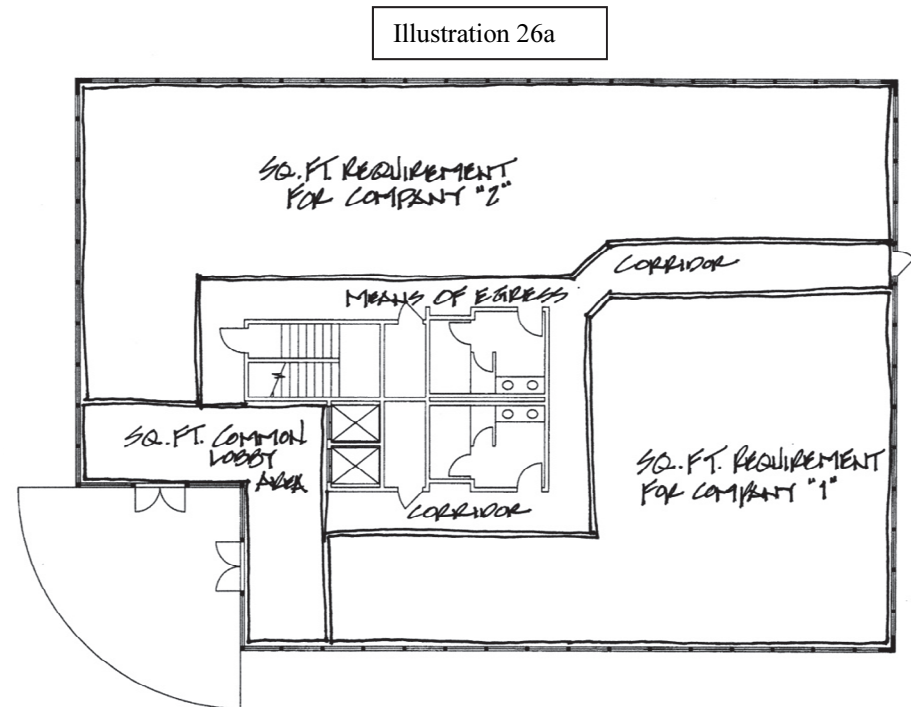 Illustration 26a
SQ. FT. REQUIREMENT
FOR COMPANY "2"
CORRIDOR
MEANS OF EGRESS
SQ. FT. COMMON
LOBBY
AREA
SQ. FT. REQUIREMENT
FOR COMPANY "1"
CORRIDOR